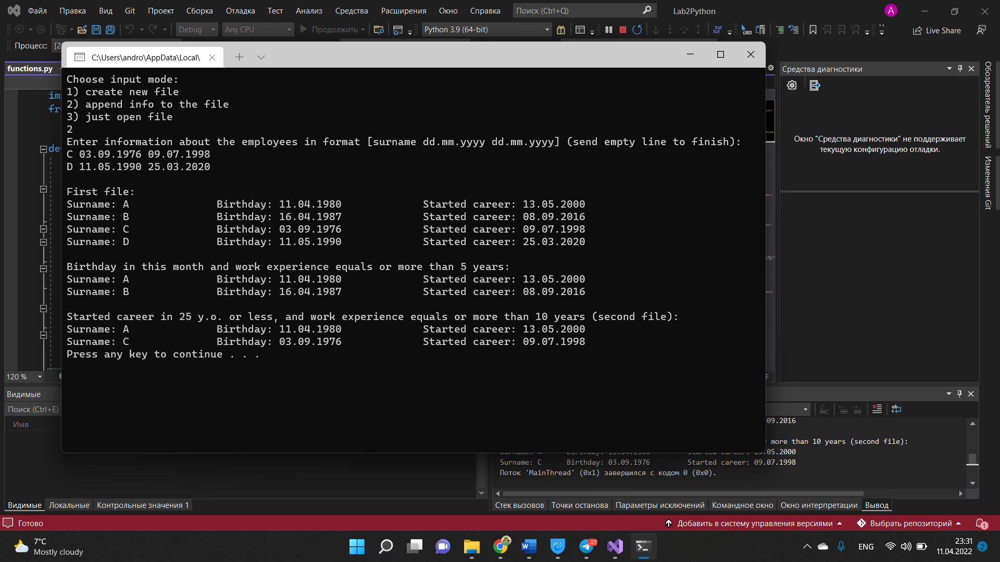 Файл Правка Вид Git Проект Сборка Отладка Тест Анализ Средства Расширения Окно Справка Поиск (Ctrl+Q) Lab2Python A
Debug Any CPU Продолжить Python 3.9 (64-bit) Live Share
Процесс:
C:\Users\andro\AppData\Local\
functions.py
Choose input mode:
1) create new file
2) append info to the file
3) just open file
2
Enter information about the employees in format [surname dd.mm.yyyy dd.mm.yyyy] (send empty line to finish):
C 03.09.1976 09.07.1998
D 11.05.1990 25.03.2020
First file:
Surname: A Birthday: 11.04.1980 Started career: 13.05.2000
Surname: B Birthday: 16.04.1987 Started career: 08.09.2016
Surname: C Birthday: 03.09.1976 Started career: 09.07.1998
Surname: D Birthday: 11.05.1990 Started career: 25.03.2020
Birthday in this month and work experience equals or more than 5 years:
Surname: A Birthday: 11.04.1980 Started career: 13.05.2000
Surname: B Birthday: 16.04.1987 Started career: 08.09.2016
Started career in 25 y.o. or less, and work experience equals or more than 10 years (second file):
Surname: A Birthday: 11.04.1980 Started career: 13.05.2000
Surname: C Birthday: 03.09.1976 Started career: 09.07.1998
Press any key to continue . . .
Средства диагностики
Окно "Средства диагностики" не поддерживает
текущую конфигурацию отладки.
Обозреватель решений
Изменения Git
120 %
Видимые
Поиск (Ctrl+E)
Имя
09.2016
more than 10 years (second file):
05.2000
Surname: C Birthday: 03.09.1976 Started career: 09.07.1998
Поток 'MainThread' (0x1) завершился с кодом 0 (0x0).
Видимые Локальные Контрольные значения 1
Стек вызовов Точки останова Параметры исключений Командное окно Окно интерпретации Вывод
Готово
Добавить в систему управления версиями Выбрать репозиторий 1
7°C
Mostly cloudy
ENG
23:31
11.04.2022
2